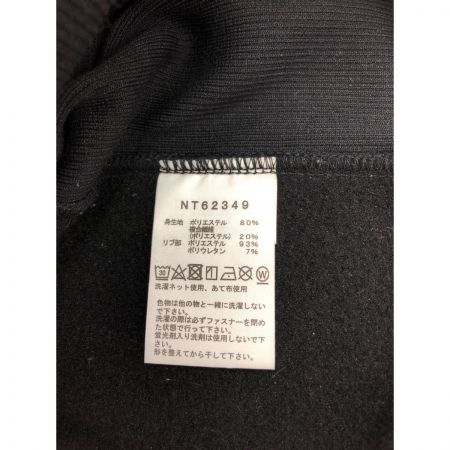 NT62349
身生地 ポリエステル 80%
複合繊維
(ポリエステル) 20%
リブ部 ポリエステル 93%
ポリウレタン 7%
30 W
洗濯ネット使用、あて布使用
色物は他の物と一緒に洗濯しない
で下さい。
洗濯の際は必ずファスナーを閉め
た状態で行って下さい。
蛍光剤入り洗剤は使用しないで下
さい。
形を整えてから干して下さい。